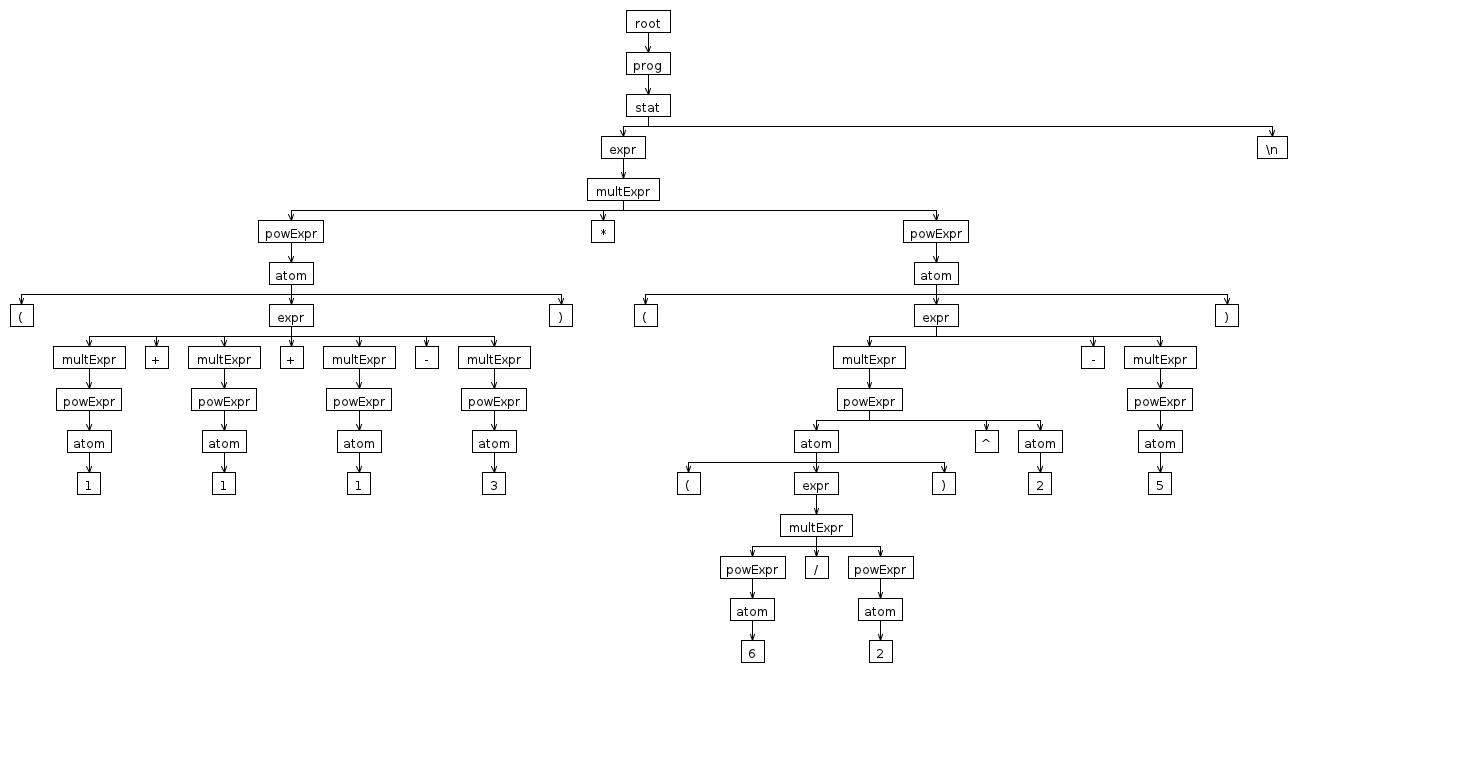 root
prog
stat
expr \n
multExpr
powExpr * powExpr
atom atom
( expr ) ( expr )
multExpr + multExpr + multExpr - multExpr multExpr - multExpr
powExpr powExpr powExpr powExpr powExpr powExpr
atom atom atom atom atom ^ atom atom
1 1 1 3 ( expr ) 2 5
multExpr
powExpr / powExpr
atom atom
6 2